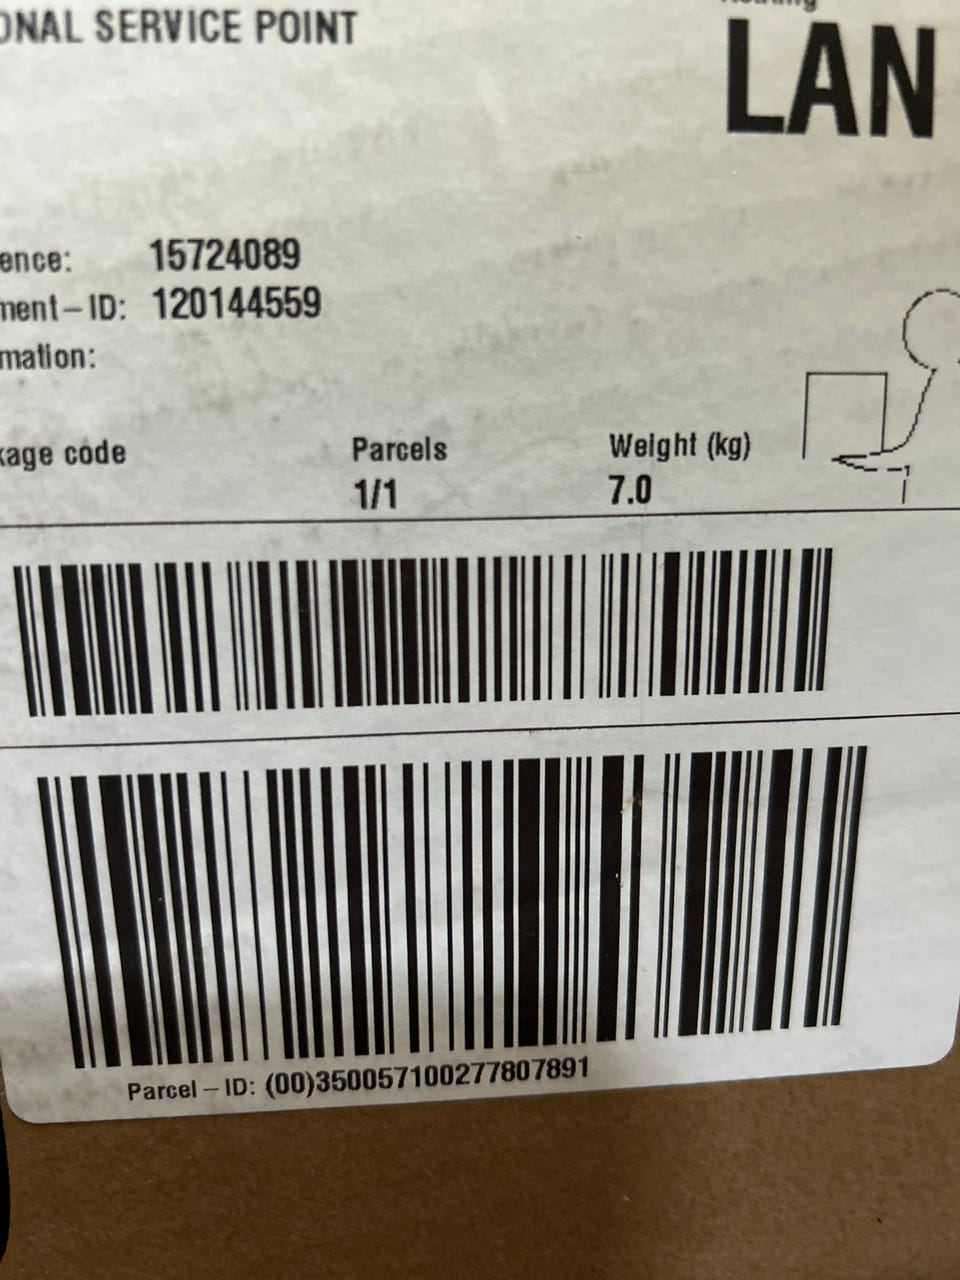 ONAL SERVICE POINT
LAN
ence: 15724089
ment-ID: 120144559
mation:
kage code Parcels Weight (kg)
1/1 7.0
Parcel-ID: (00)350057100277807891